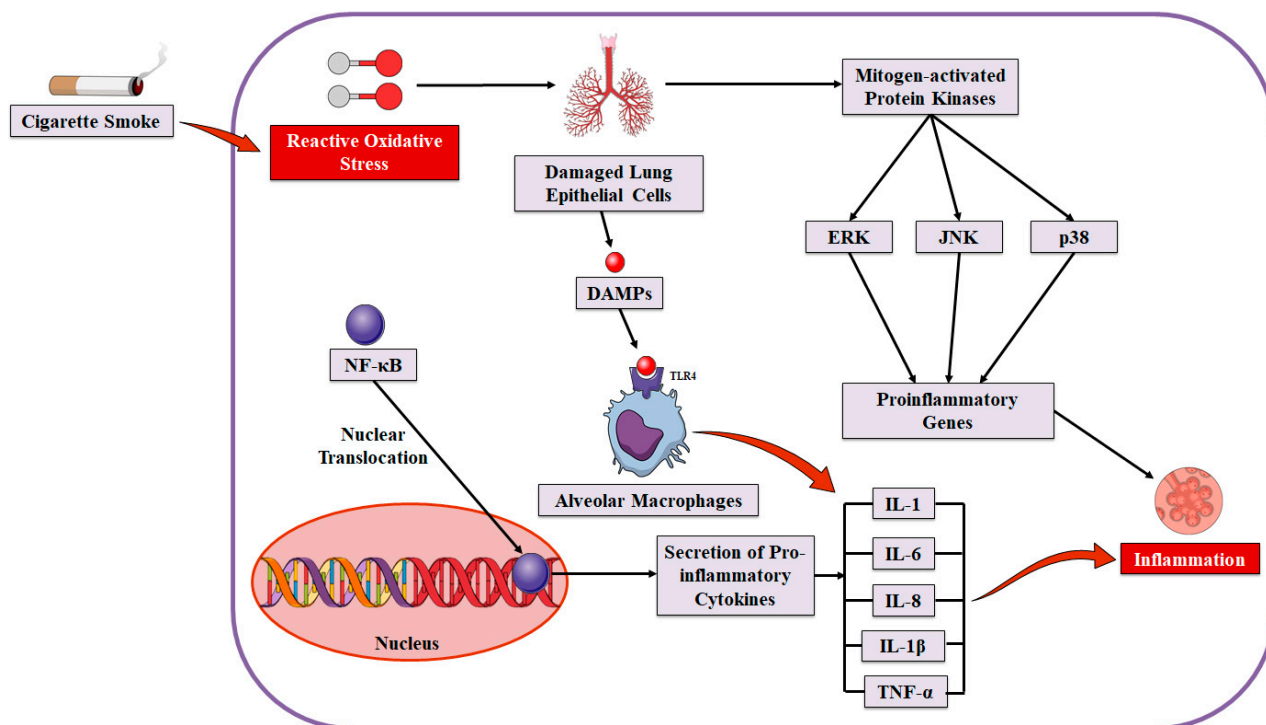 Cigarette Smoke
Reactive Oxidative
Stress
Damaged Lung
Epithelial Cells
Mitogen-activated
Protein Kinases
ERK
JNK
p38
DAMPs
NF-κB
TLR4
Nuclear
Translocation
Proinflammatory
Genes
Alveolar Macrophages
IL-1
IL-6
IL-8
IL-1β
TNF-α
Secretion of Pro-
inflammatory
Cytokines
Inflammation
Nucleus